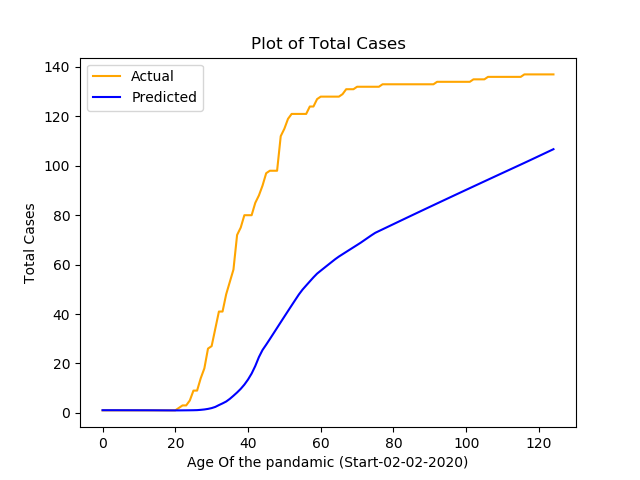 Plot of Total Cases
Actual
Predicted
140
120
100
80
60
40
20
0
Total Cases
0 20 40 60 80 100 120
Age Of the pandamic (Start-02-02-2020)